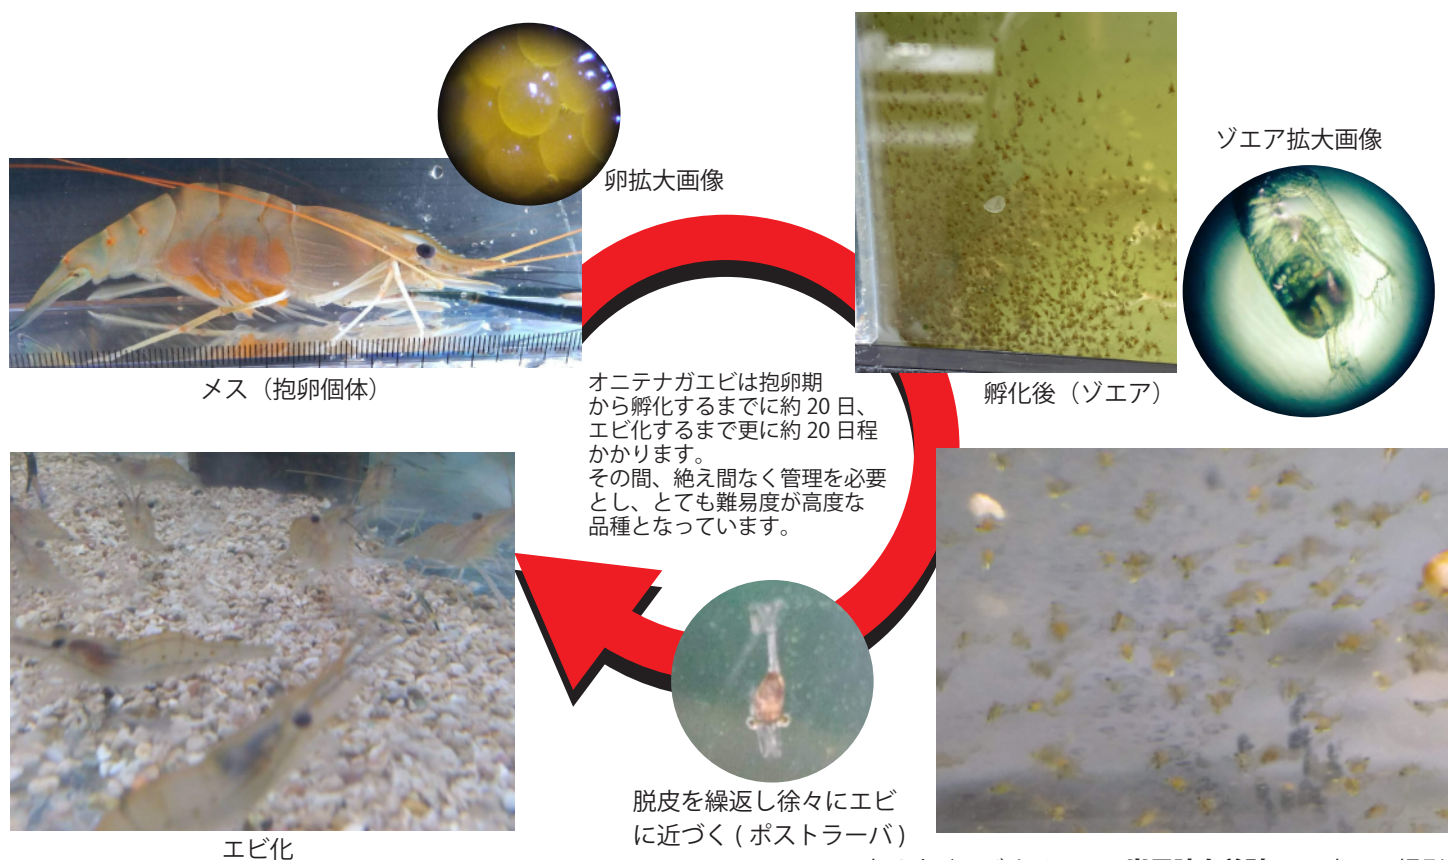 卵拡大画像
ゾエア拡大画像
メス（抱卵個体）
孵化後（ゾエア）
オニテナガエビは抱卵期
から孵化するまでに約 20 日、
エビ化するまで更に約 20 日程
かかります。
その間、絶え間なく管理を必要
とし、とても難易度が高度な
品種となっています。
脱皮を繰返し徐々にエビ
に近づく ( ポストラーバ )
エビ化